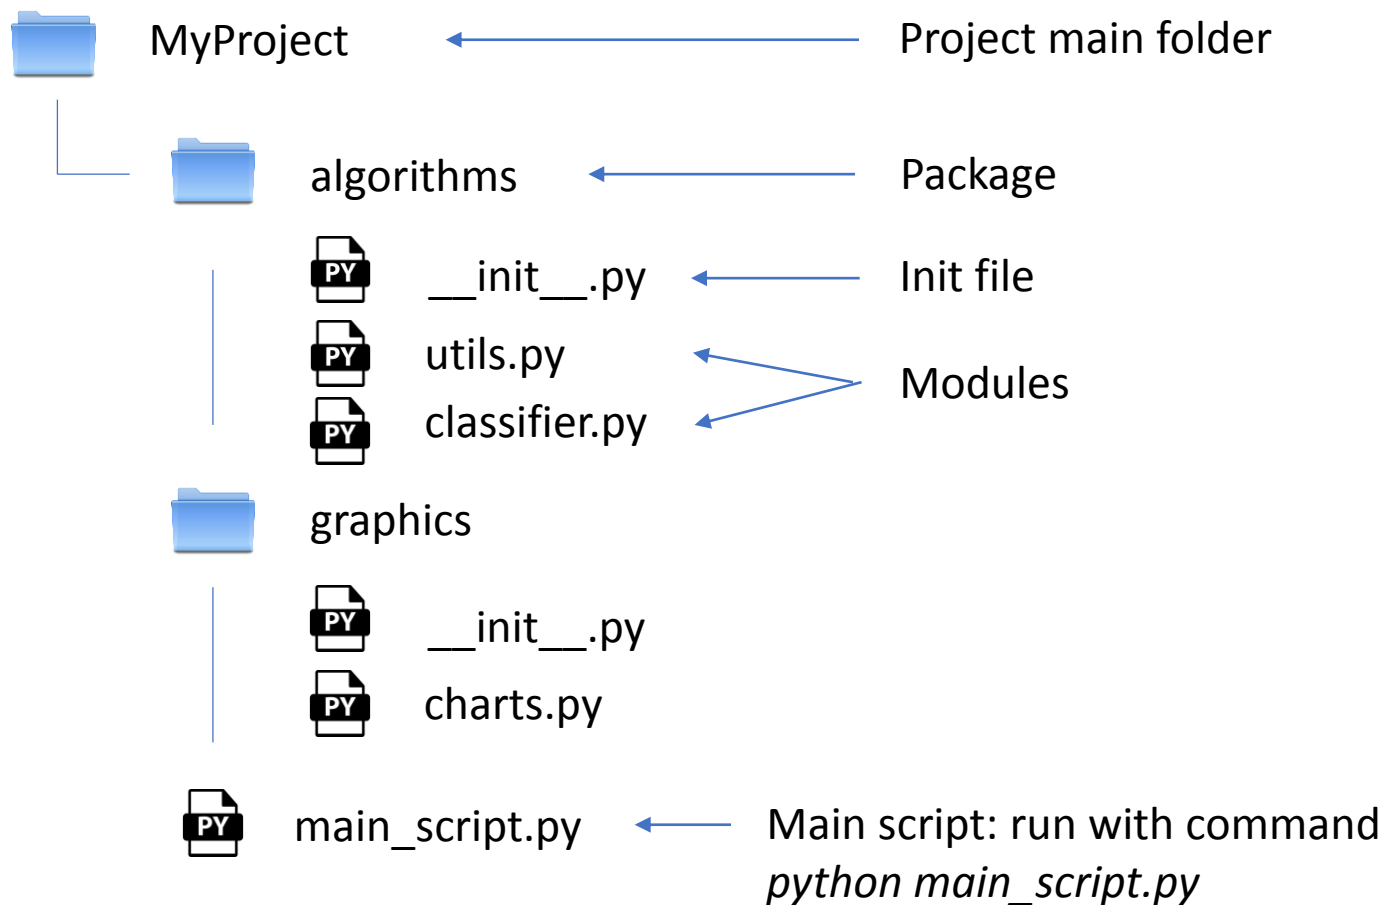 MyProject
Project main folder
algorithms
Package
PY
__init__.py
Init file
PY
utils.py
Modules
PY
classifier.py
graphics
PY
__init__.py
PY
charts.py
PY
main_script.py
Main script: run with command
python main_script.py